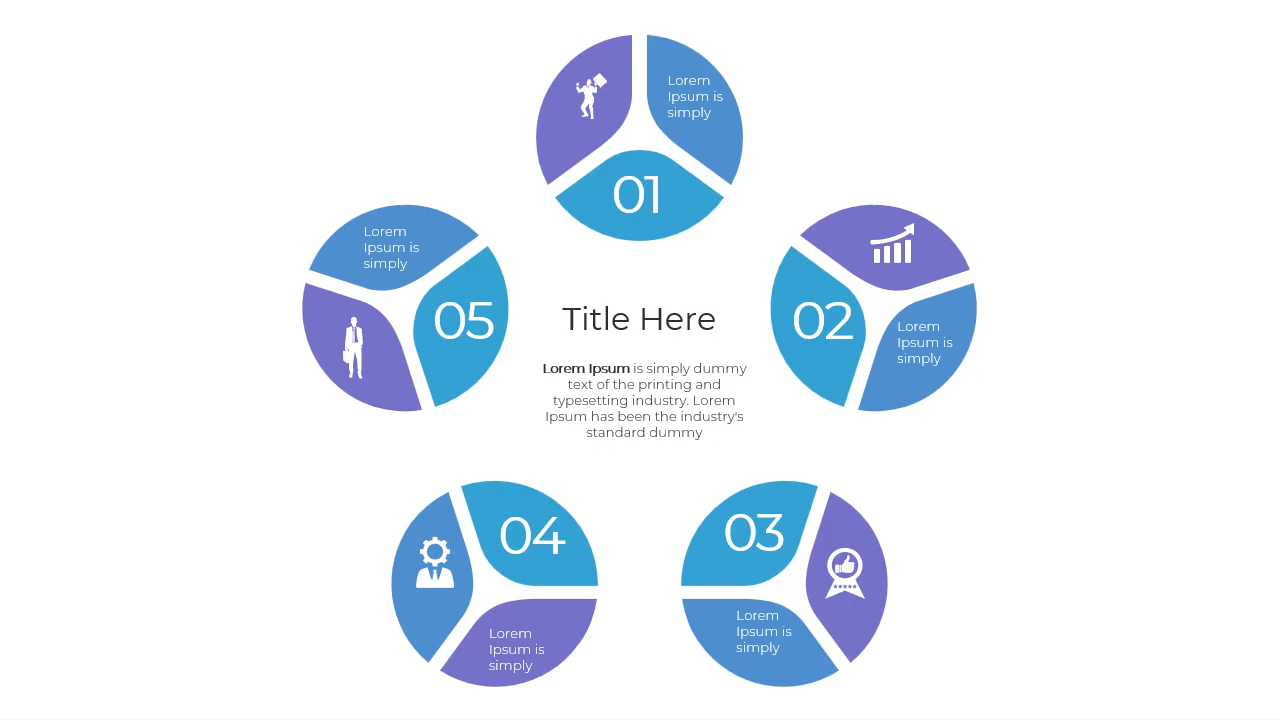 Lorem
Ipsum is
simply
01
Lorem
Ipsum is
simply
05
02
Lorem
Ipsum is
simply
Title Here
Lorem Ipsum is simply dummy
text of the printing and
typesetting industry. Lorem
Ipsum has been the industry's
standard dummy
04
Lorem
Ipsum is
simply
03
Lorem
Ipsum is
simply